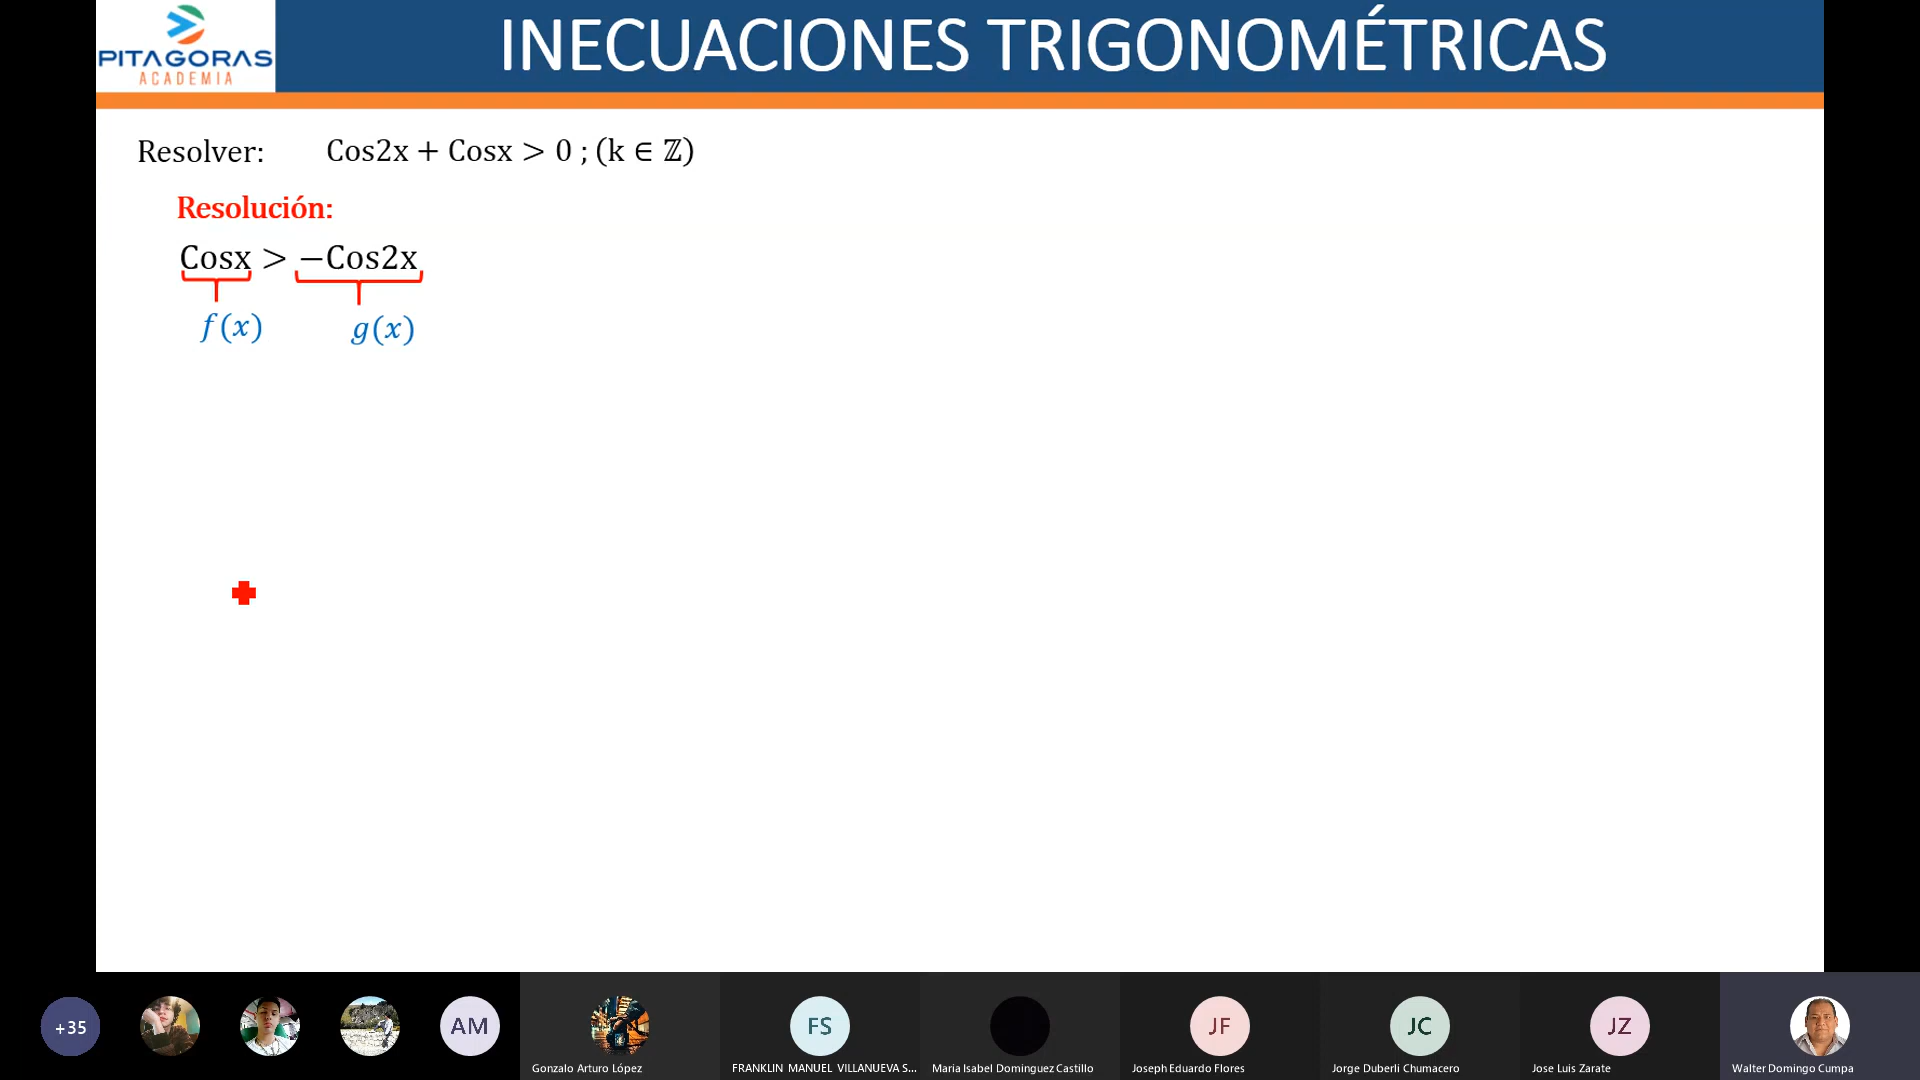 PITAGORAS
ACADEMIA
INECUACIONES TRIGONOMÉTRICAS
Resolver: Cos2x + Cosx > 0 ; (k ∈ ℤ)
Resolución:
Cosx > −Cos2x
f(x) g(x)
+35 AM FS JF JC JZ
Gonzalo Arturo López FRANKLIN MANUEL VILLANUEVA S... Maria Isabel Dominguez Castillo Joseph Eduardo Flores Jorge Duberli Chumacero Jose Luis Zarate Walter Domingo Cumpa